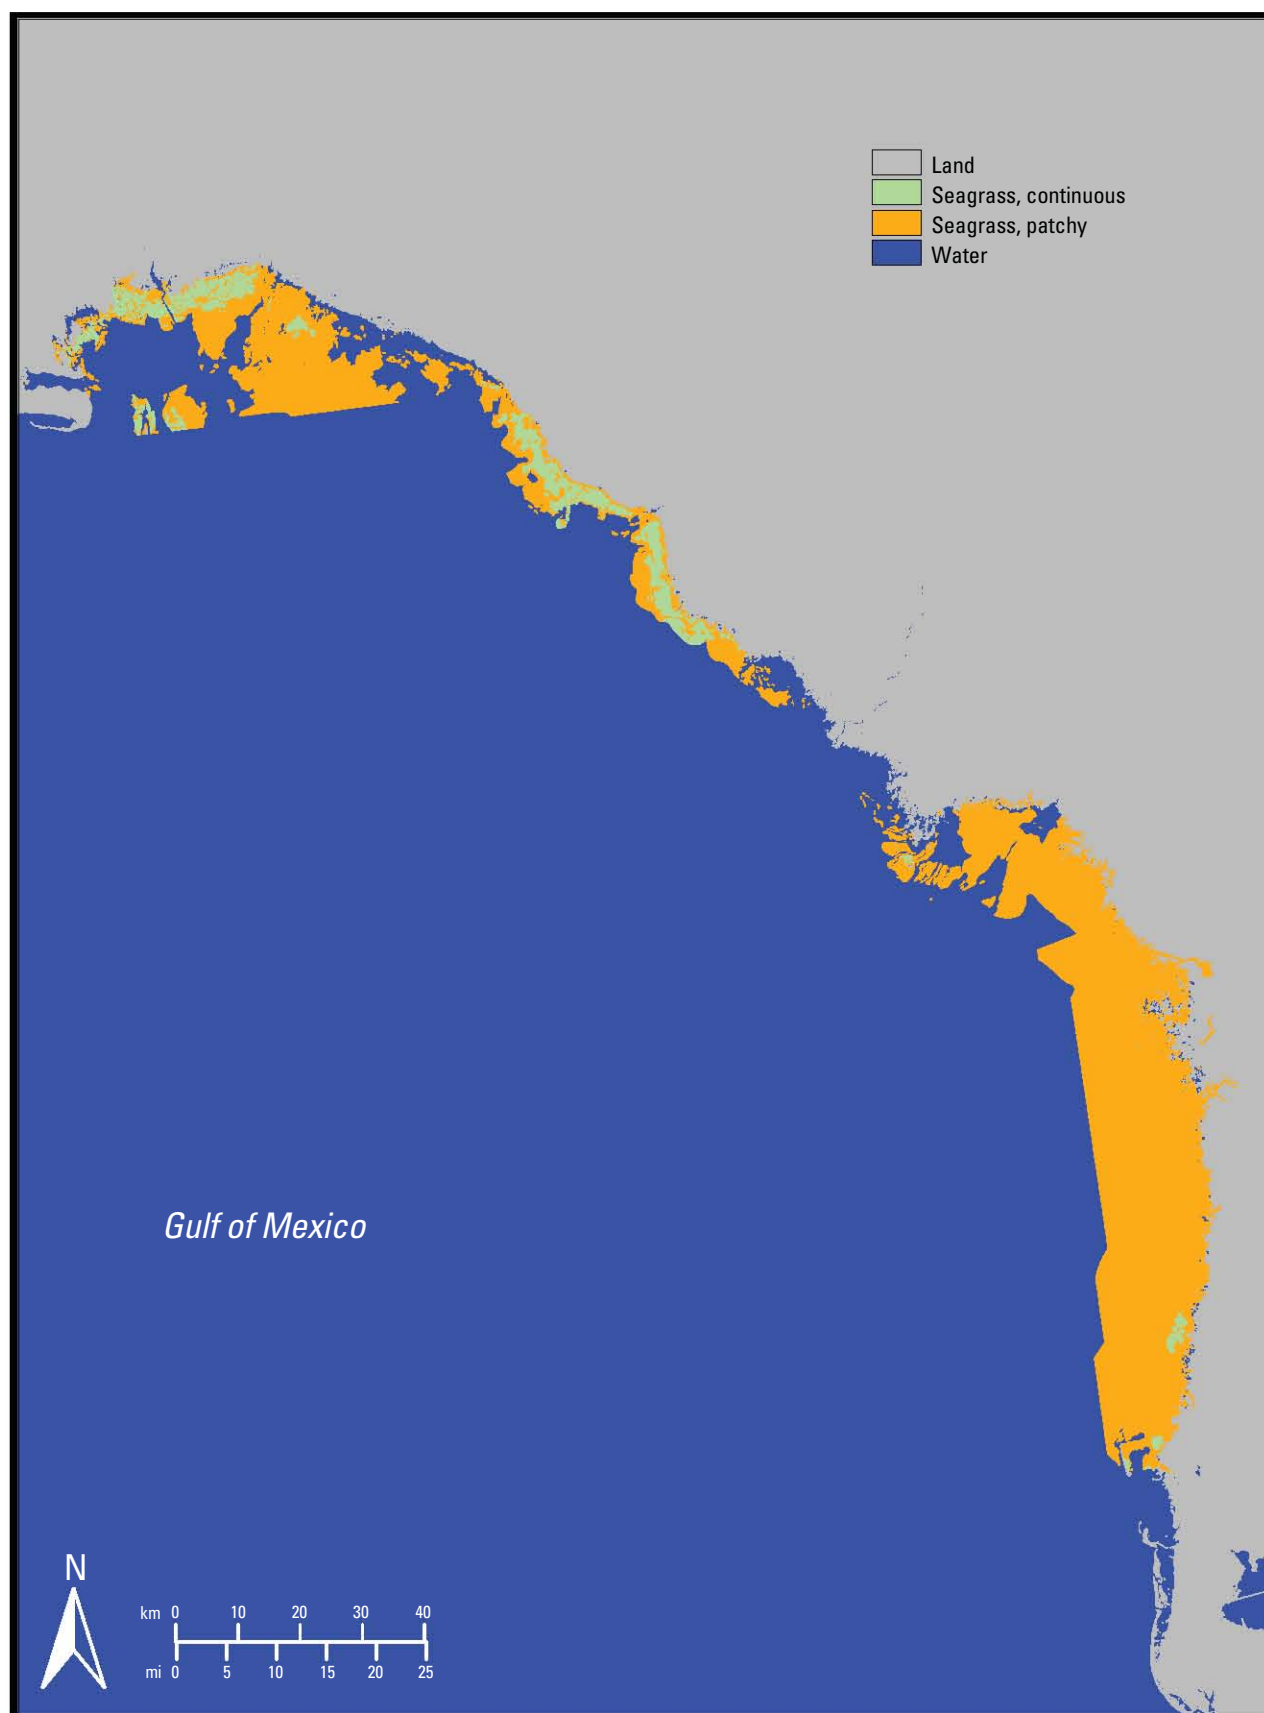 Land
Seagrass, continuous
Seagrass, patchy
Water
Gulf of Mexico
N
km 0 10 20 30 40
mi 0 5 10 15 20 25